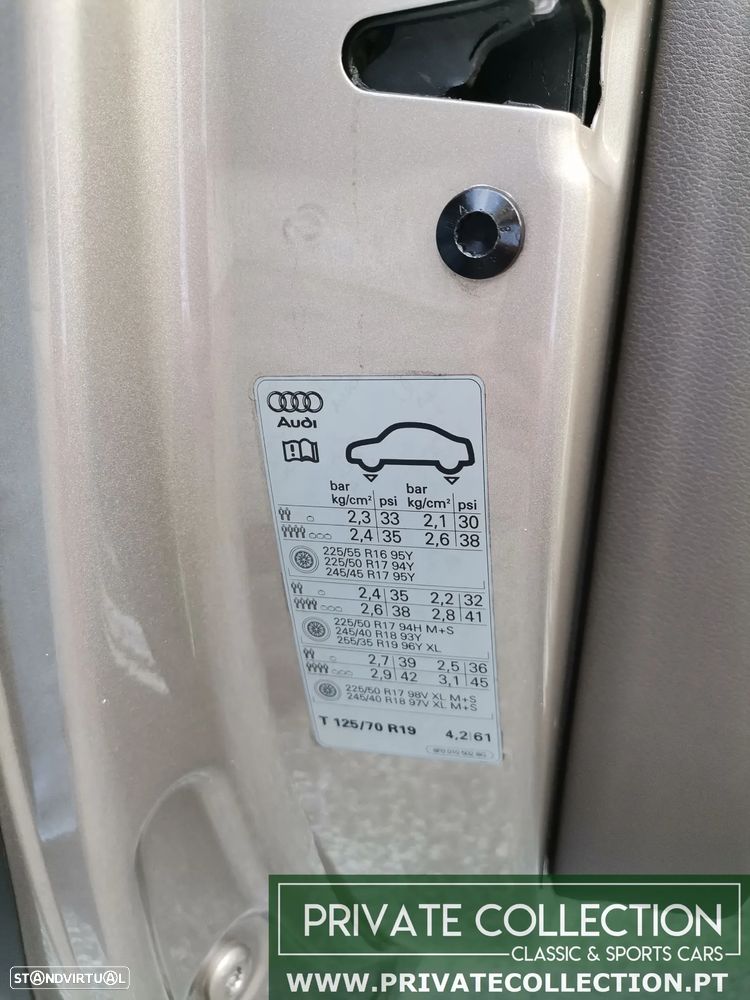 Audi
bar psi bar psi
kg/cm² kg/cm²
2,3 33 2,1 30
2,4 35 2,6 38
225/55 R16 95Y
225/50 R17 94Y
245/45 R17 95Y
2,4 35 2,2 32
2,6 38 2,8 41
225/50 R17 94H M+S
245/40 R18 93Y
255/35 R19 96Y XL
2,7 39 2,5 36
2,9 42 3,1 45
225/50 R17 98V XL M+S
245/40 R18 97V XL M+S
T 125/70 R19 4,2 61
PRIVATE COLLECTION
CLASSIC & SPORTS CARS
STANDVIRTUAL
WWW.PRIVATECOLLECTION.PT